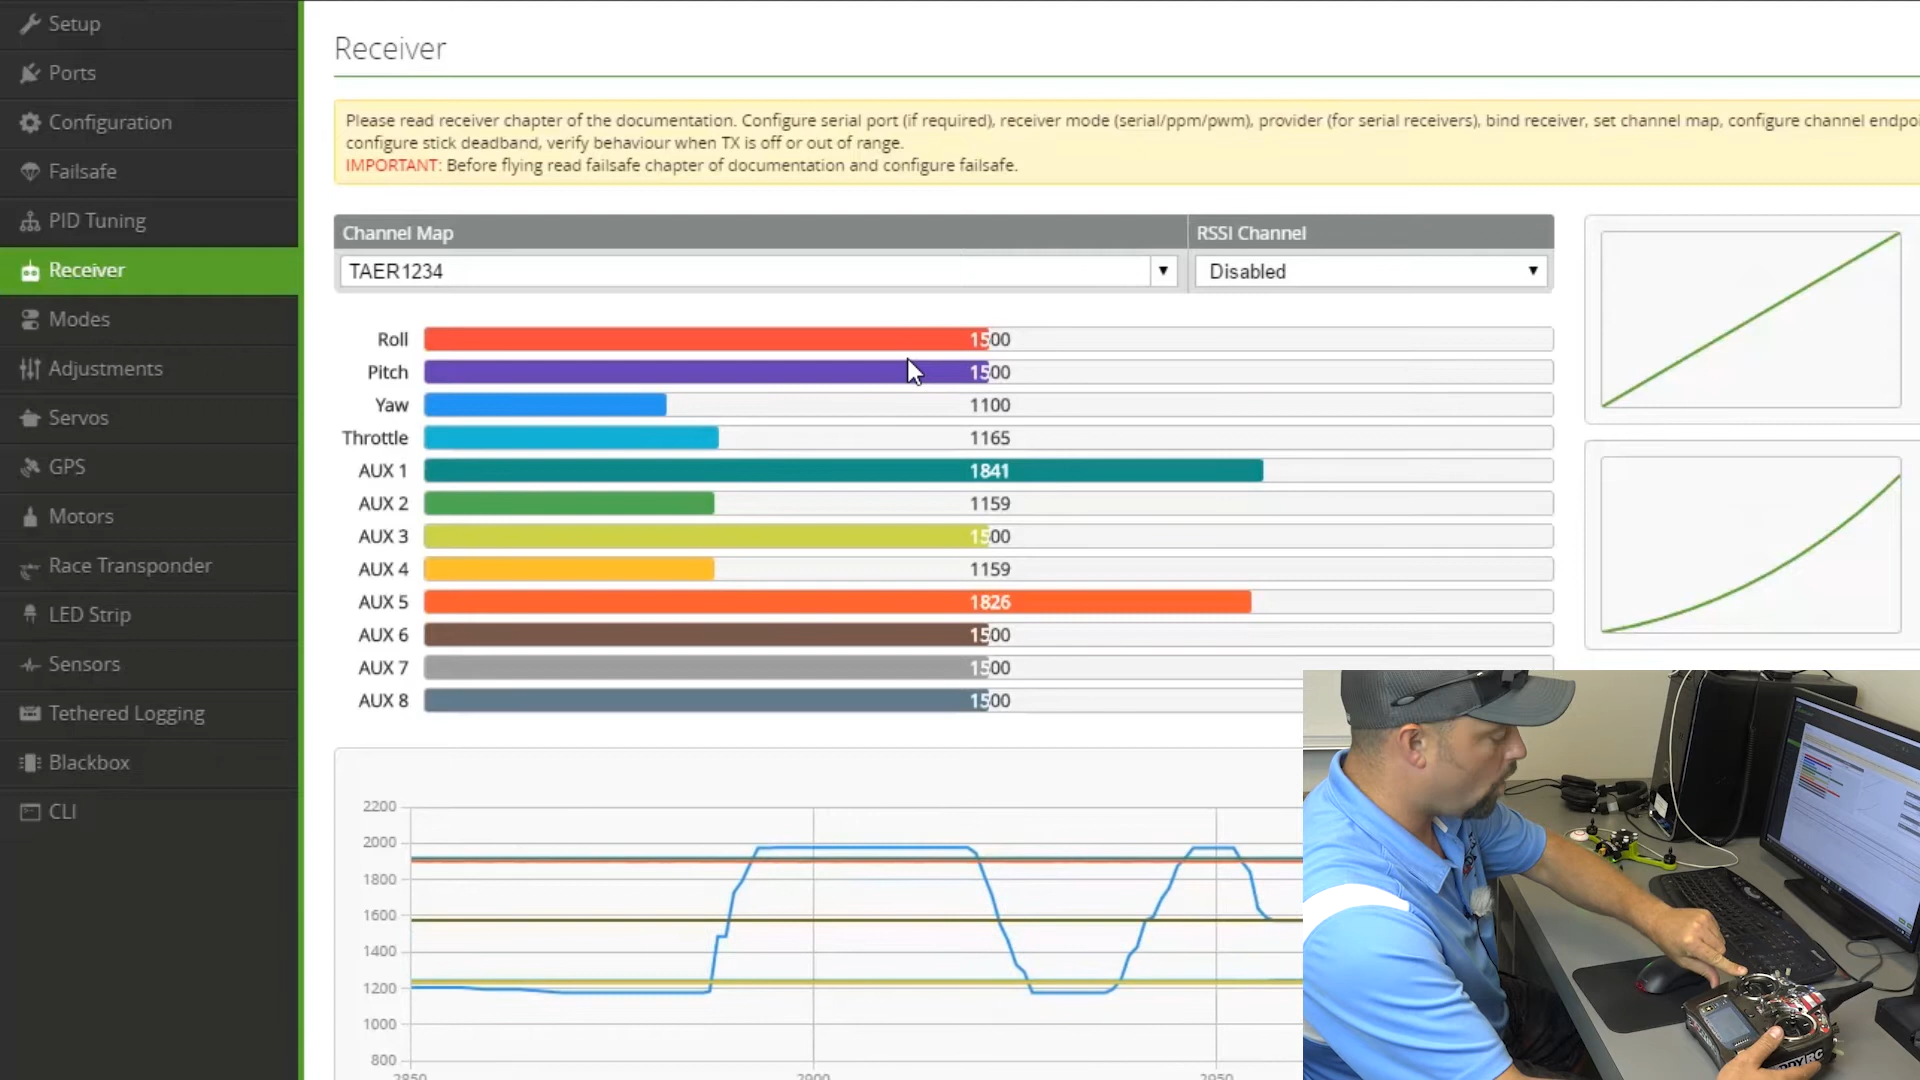 Setup
Ports
Configuration
Failsafe
PID Tuning
Receiver
Modes
Adjustments
Servos
GPS
Motors
Race Transponder
LED Strip
Sensors
Tethered Logging
Blackbox
CLI
Receiver
Please read receiver chapter of the documentation. Configure serial port (if required), receiver mode (serial/ppm/pwm), provider (for serial receivers), bind receiver, set channel map, configure channel endpo
configure stick deadband, verify behaviour when TX is off or out of range.
IMPORTANT: Before flying read failsafe chapter of documentation and configure failsafe.
Channel Map RSSI Channel
TAER1234 Disabled
Roll 1500
Pitch 1500
Yaw 1100
Throttle 1165
AUX 1 1841
AUX 2 1159
AUX 3 1500
AUX 4 1159
AUX 5 1826
AUX 6 1500
AUX 7 1500
AUX 8 1500
2200
2000
1800
1600
1400
1200
1000
800
2850 2900 2950